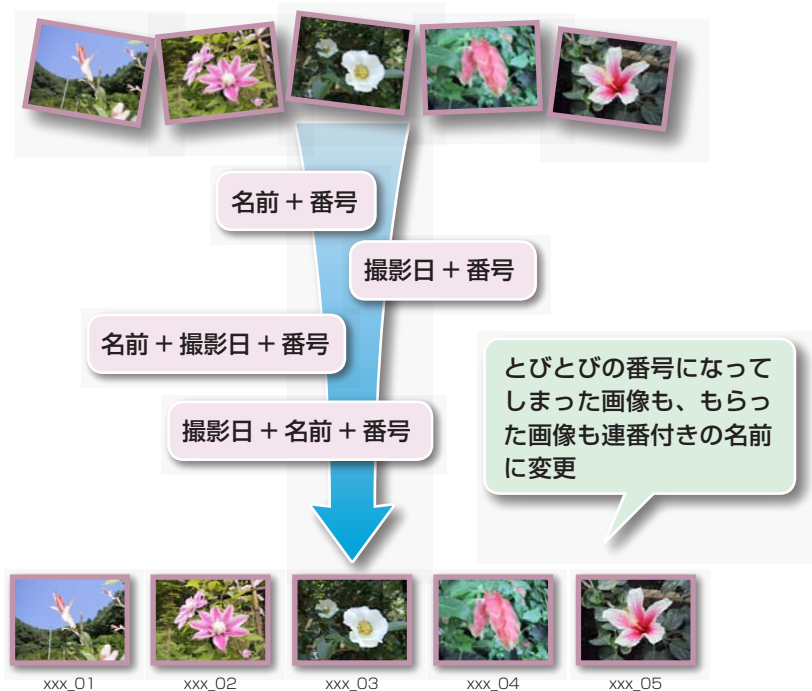 名前 + 番号
撮影日 + 番号
名前 + 撮影日 + 番号
撮影日 + 名前 + 番号
とびとびの番号になって
しまった画像も、もらっ
た画像も連番付きの名前
に変更
xxx_01
xxx_02
xxx_03
xxx_04
xxx_05